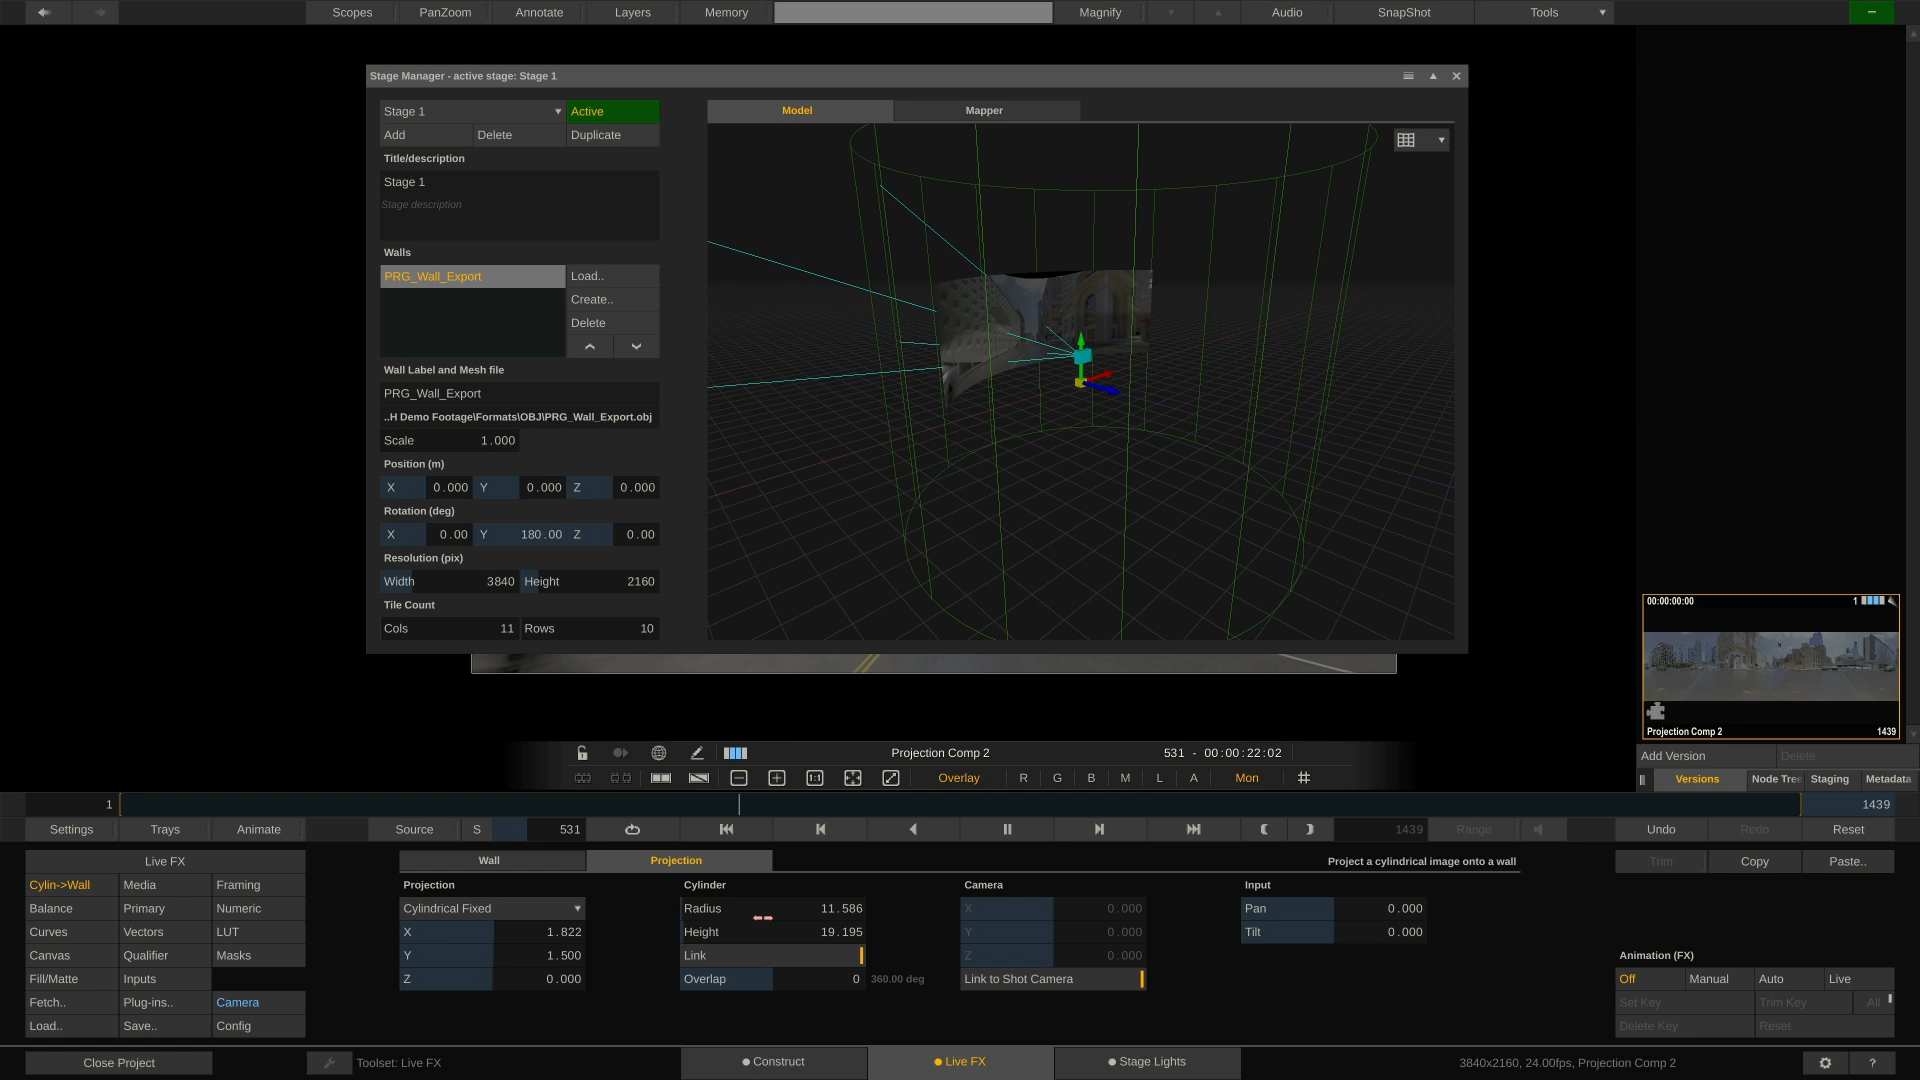 Scopes PanZoom Annotate Layers Memory Magnify Audio SnapShot Tools
Stage Manager - active stage: Stage 1
Stage 1 Active
Add Delete Duplicate
Title/description
Stage 1
Stage description
Walls
PRG_Wall_Export Load..
Create..
Delete
Wall Label and Mesh file
PRG_Wall_Export
..H Demo Footage\Formats\OBJ\PRG_Wall_Export.obj
Scale 1.000
Position (m)
X 0.000 Y 0.000 Z 0.000
Rotation (deg)
X 0.00 Y 180.00 Z 0.00
Resolution (pix)
Width 3840 Height 2160
Tile Count
Cols 11 Rows 10
Model Mapper
00:00:00:00 1
Projection Comp 2 1439
Add Version Delete
Versions Node Tree Staging Metadata
Projection Comp 2 531 - 00:00:22:02
1:1 Overlay R G B M L A Mon
1 1439
Settings Trays Animate Source S 531 1439 Range Undo Redo Reset
Live FX
Cylin->Wall Media Framing
Balance Primary Numeric
Curves Vectors LUT
Canvas Qualifier Masks
Fill/Matte Inputs
Fetch.. Plug-ins.. Camera
Load.. Save.. Config
Wall Projection Project a cylindrical image onto a wall
Projection
Cylindrical Fixed
X 1.822
Y 1.500
Z 0.000
Cylinder
Radius 11.586
Height 19.195
Link
Overlap 0 360.00 deg
Camera
X 0.000
Y 0.000
Z 0.000
Link to Shot Camera
Input
Pan 0.000
Tilt 0.000
Trim Copy Paste..
Animation (FX)
Off Manual Auto Live
Set Key Trim Key All
Delete Key Reset
Close Project Toolset: Live FX Construct Live FX Stage Lights 3840x2160, 24.00fps, Projection Comp 2 ?